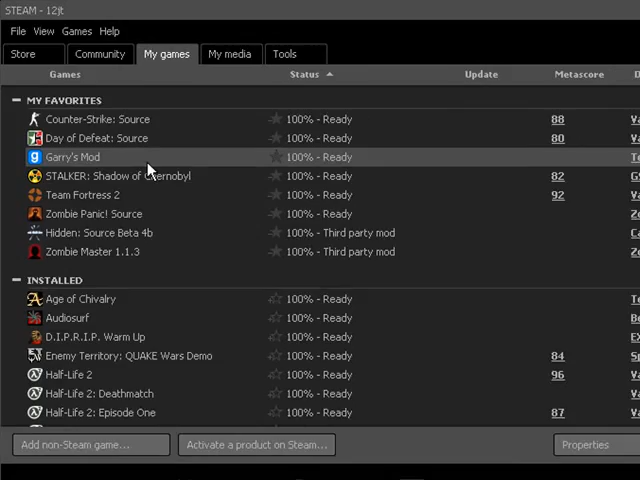 STEAM - 12jt
File View Games Help
Store Community My games My media Tools
Games Status Update Metascore
MY FAVORITES
Counter-Strike: Source 100% - Ready 88
Day of Defeat: Source 100% - Ready 80
Garry's Mod 100% - Ready
STALKER: Shadow of Chernobyl 100% - Ready 82
Team Fortress 2 100% - Ready 92
Zombie Panic! Source 100% - Ready
Hidden: Source Beta 4b 100% - Third party mod
Zombie Master 1.1.3 100% - Third party mod
INSTALLED
Age of Chivalry 100% - Ready
Audiosurf 100% - Ready
D.I.P.R.I.P. Warm Up 100% - Ready
Enemy Territory: QUAKE Wars Demo 100% - Ready 84
Half-Life 2 100% - Ready 96
Half-Life 2: Deathmatch 100% - Ready
Half-Life 2: Episode One 100% - Ready 87
Add non-Steam game... Activate a product on Steam... Properties